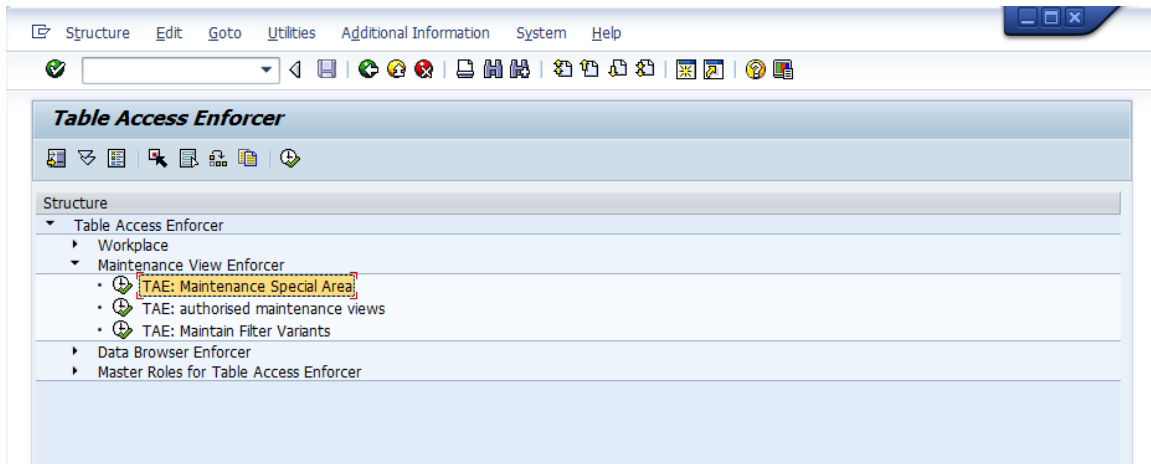 Structure Edit Goto Utilities Additional Information System Help
Table Access Enforcer
Structure
Table Access Enforcer
Workplace
Maintenance View Enforcer
TAE: Maintenance Special Area
TAE: authorised maintenance views
TAE: Maintain Filter Variants
Data Browser Enforcer
Master Roles for Table Access Enforcer